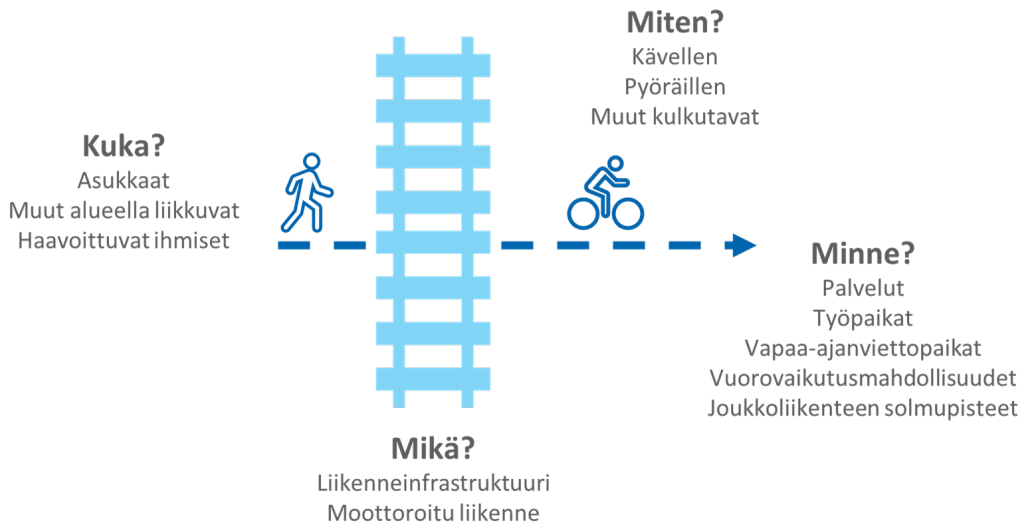 Kuka?
Asukkaat
Muut alueella liikkuvat
Haavoittuvat ihmiset
Mikä?
Liikenneinfrastruktuuri
Moottoroitu liikenne
Miten?
Kävellen
Pyöräillen
Muut kulkutavat
Minne?
Palvelut
Työpaikat
Vapaa-ajanviettopaikat
Vuorovaikutusmahdollisuudet
Joukkoliikenteen solmupisteet